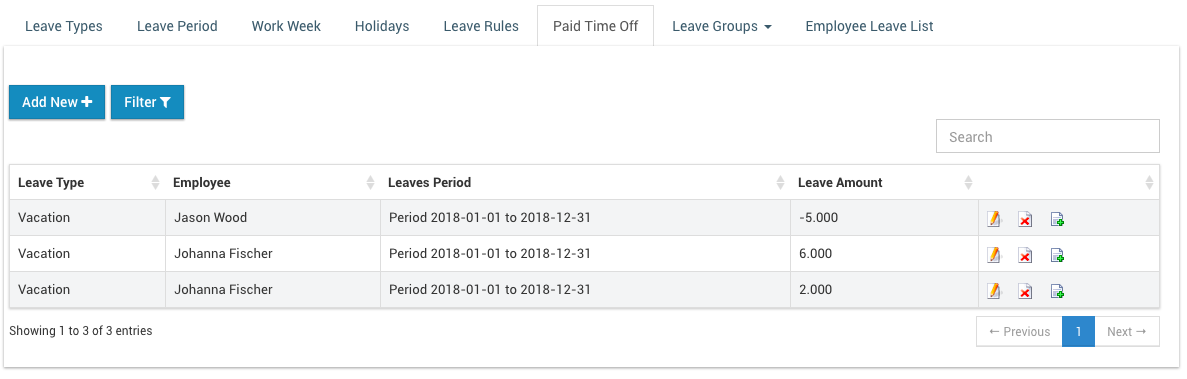 Leave Types Leave Period Work Week Holidays Leave Rules Paid Time Off Leave Groups Employee Leave List
Add New Filter
Search
Leave Type Employee Leaves Period Leave Amount
Vacation Jason Wood Period 2018-01-01 to 2018-12-31 -5.000
Vacation Johanna Fischer Period 2018-01-01 to 2018-12-31 6.000
Vacation Johanna Fischer Period 2018-01-01 to 2018-12-31 2.000
Showing 1 to 3 of 3 entries ← Previous 1 Next →